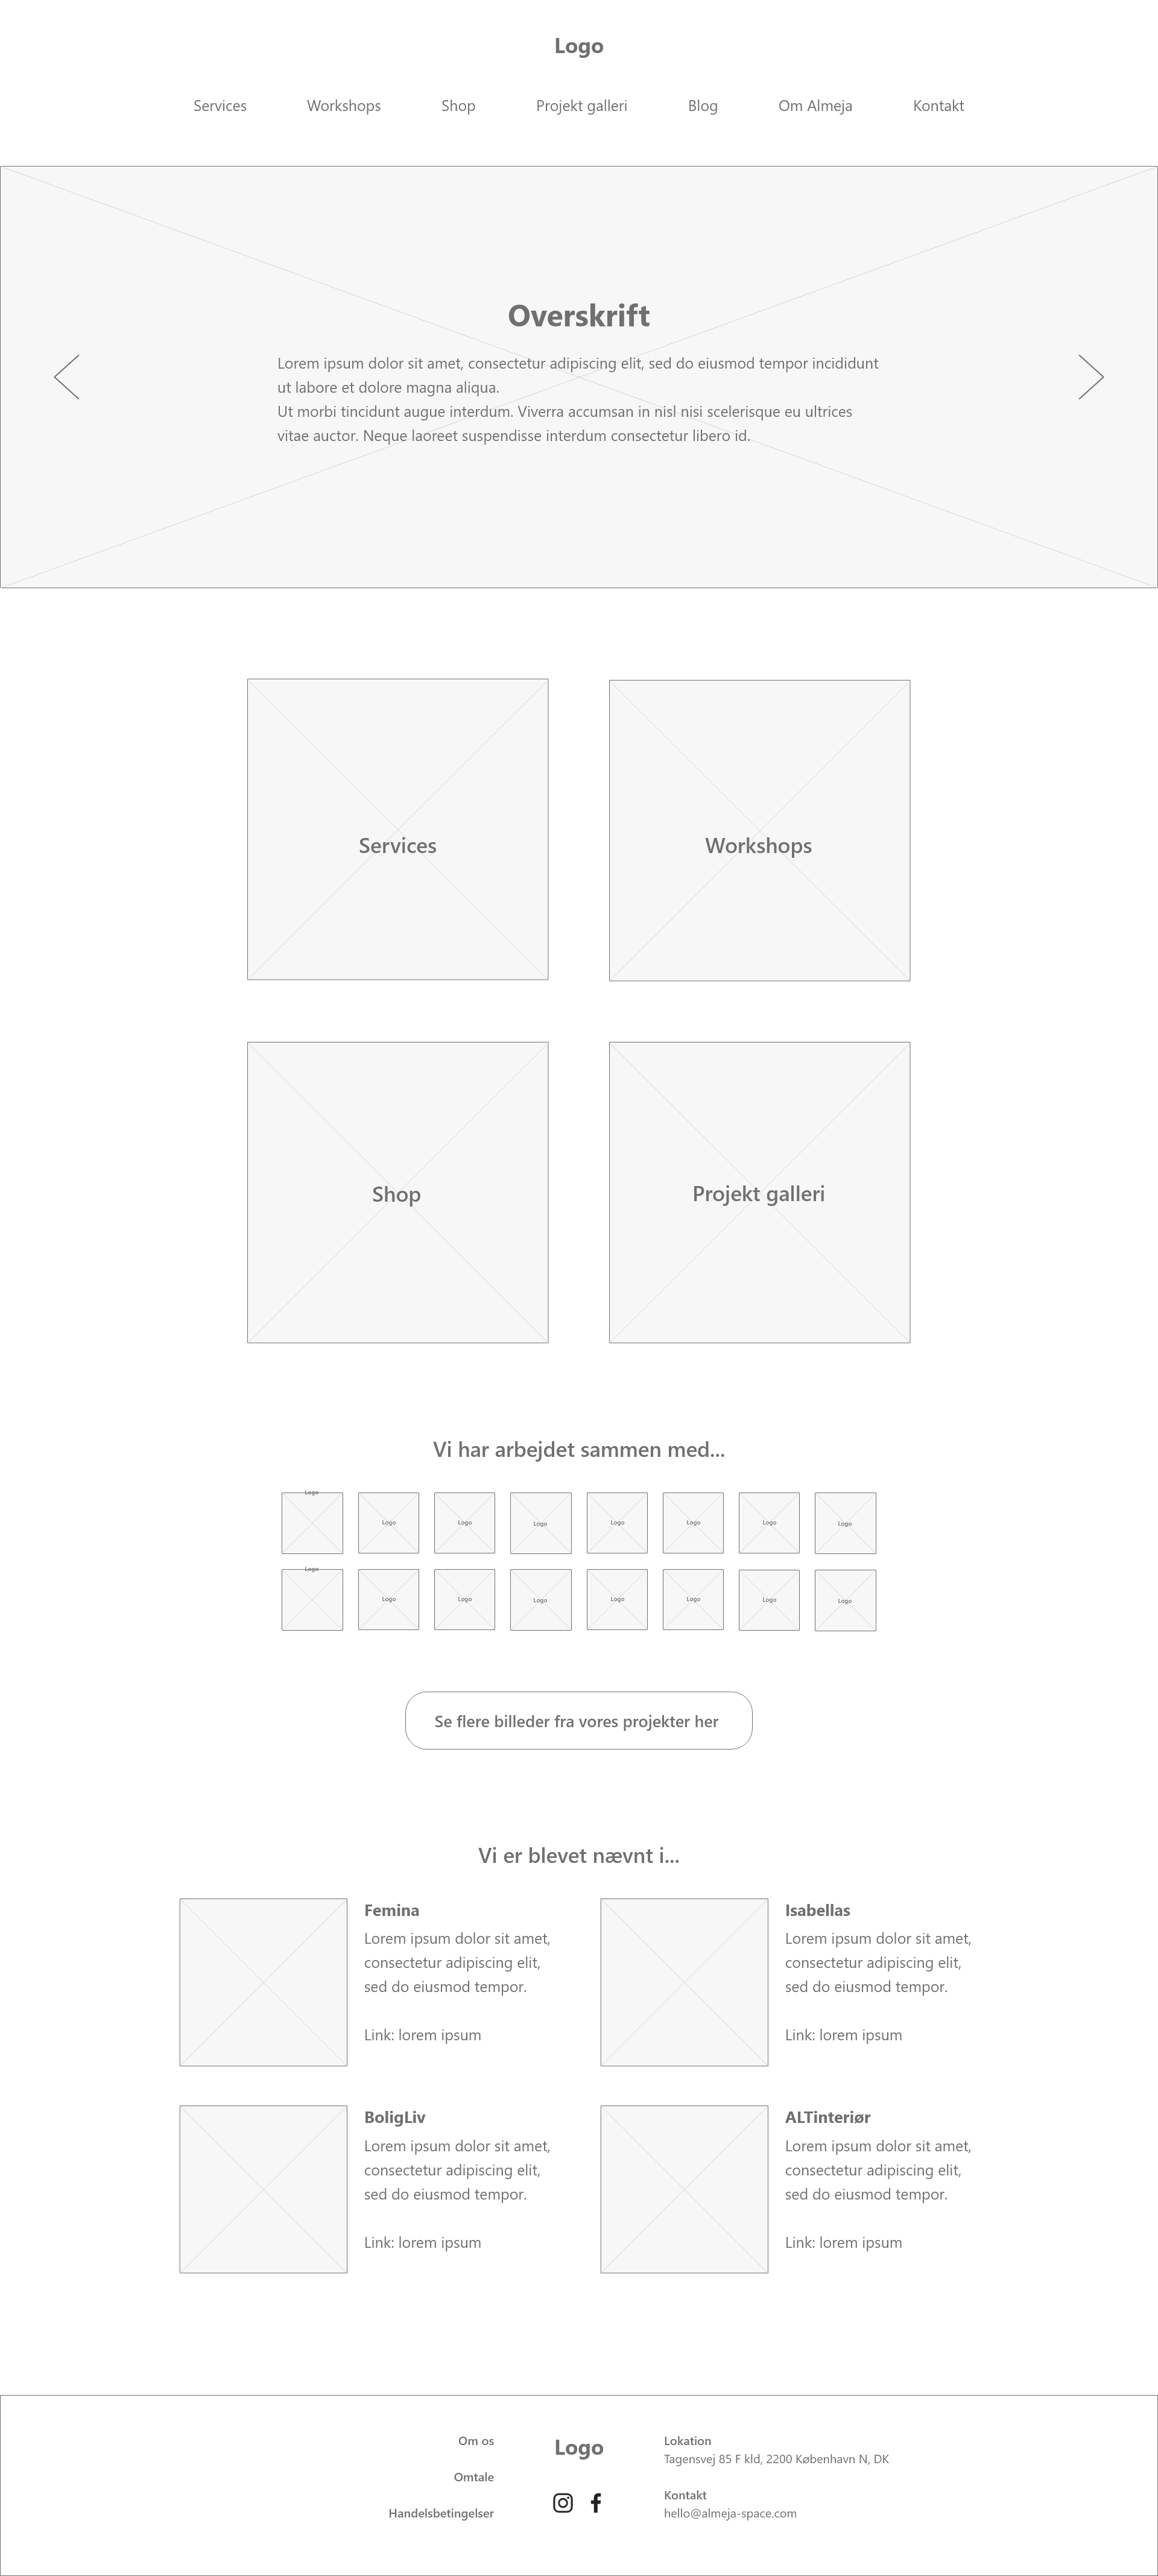 Logo
Services Workshops Shop Projekt galleri Blog Om Almeja Kontakt
Overskrift
Lorem ipsum dolor sit amet, consectetur adipiscing elit, sed do eiusmod tempor incididunt
ut labore et dolore magna aliqua.
Ut morbi tincidunt augue interdum. Viverra accumsan in nisl nisi scelerisque eu ultrices
vitae auctor. Neque laoreet suspendisse interdum consectetur libero id.
Services
Workshops
Shop
Projekt galleri
Vi har arbejdet sammen med...
Logo Logo Logo Logo Logo Logo Logo Logo
Logo Logo Logo Logo Logo Logo Logo Logo
Se flere billeder fra vores projekter her
Vi er blevet nævnt i...
Femina
Lorem ipsum dolor sit amet,
consectetur adipiscing elit,
sed do eiusmod tempor.
Link: lorem ipsum
Isabellas
Lorem ipsum dolor sit amet,
consectetur adipiscing elit,
sed do eiusmod tempor.
Link: lorem ipsum
BoligLiv
Lorem ipsum dolor sit amet,
consectetur adipiscing elit,
sed do eiusmod tempor.
Link: lorem ipsum
ALTinteriør
Lorem ipsum dolor sit amet,
consectetur adipiscing elit,
sed do eiusmod tempor.
Link: lorem ipsum
Om os
Omtale
Handelsbetingelser
Logo
Lokation
Tagensvej 85 F kld, 2200 København N, DK
Kontakt
hello@almeja-space.com